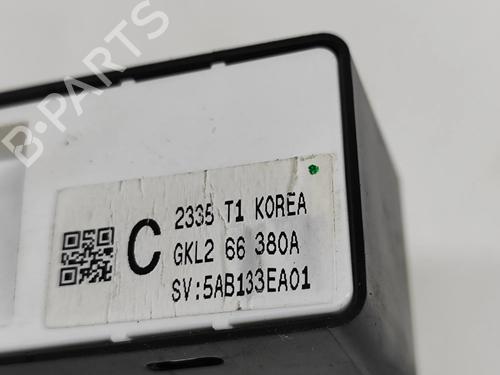 B-PARTS
C
2335 T1 KOREA
GKL2 66 380A
SV:5AB133EA01